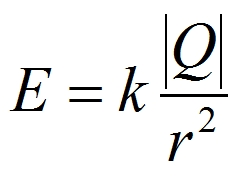 E = k |Q| / r²